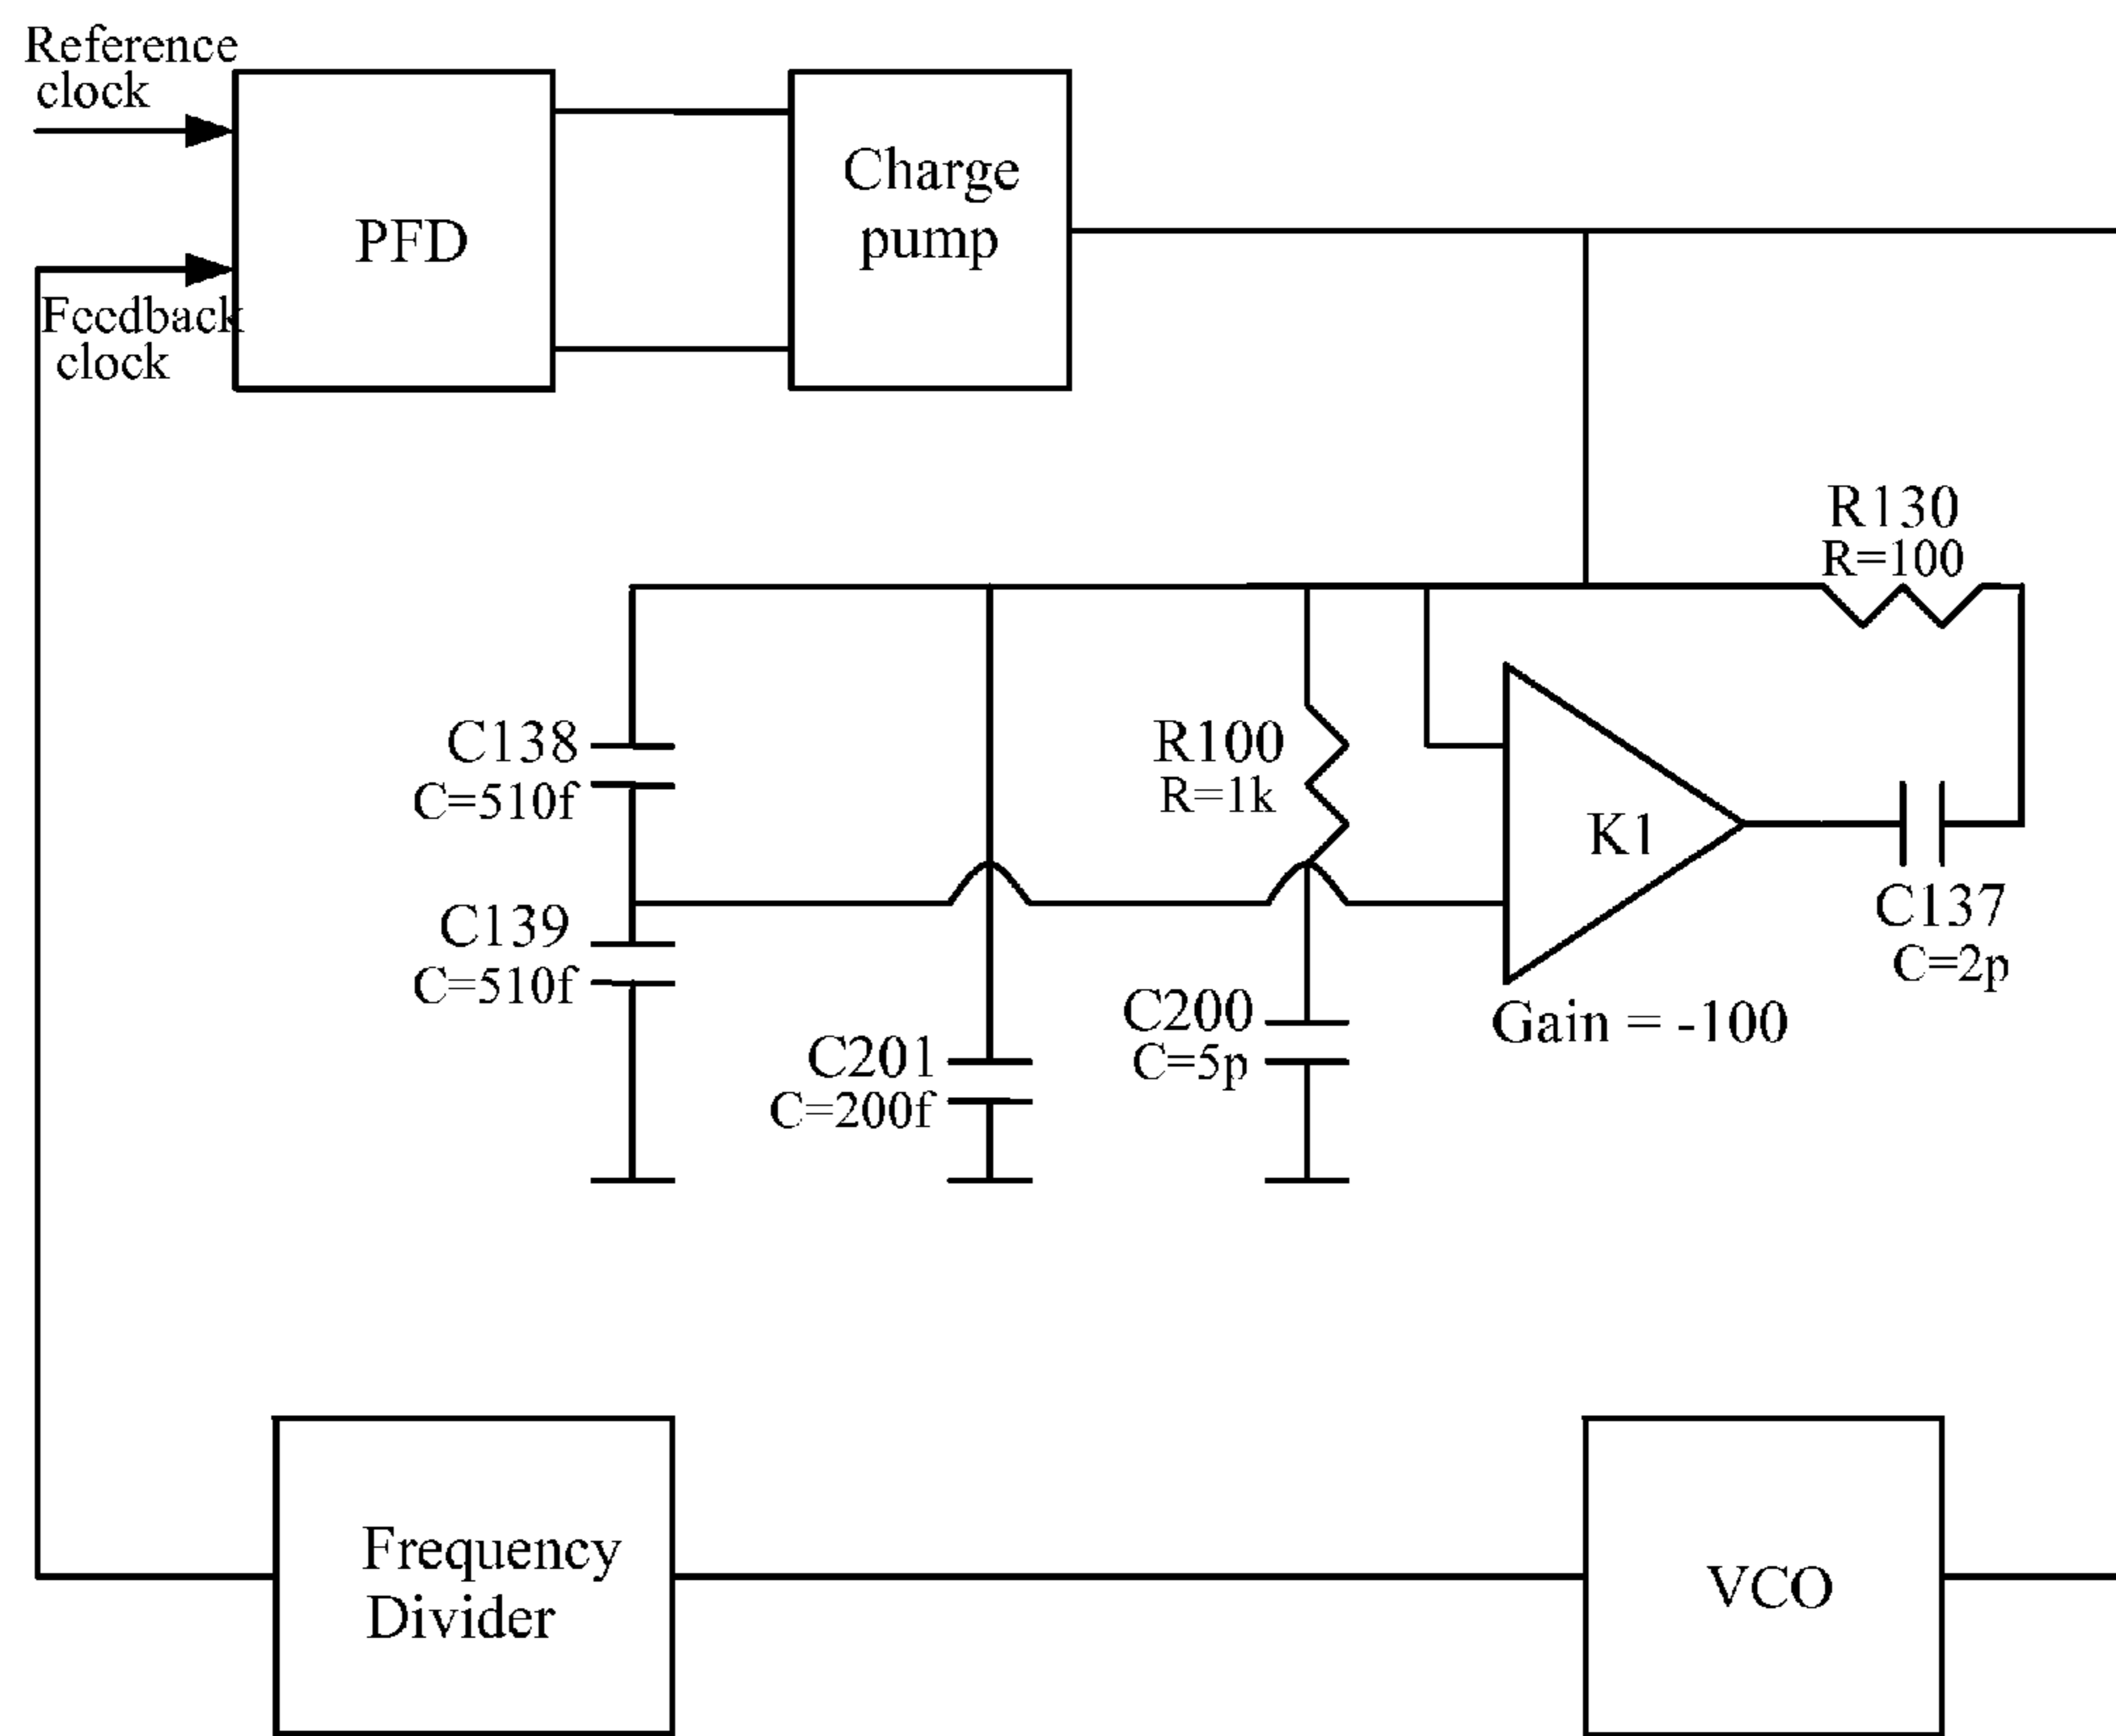 Reference
clock
PFD
Charge
pump
Feedback
clock
R130
R=100
C138
C=510f
R100
R=1k
K1
C139
C=510f
C137
C=2p
C200
C=5p
Gain = -100
C201
C=200f
Frequency
Divider
VCO